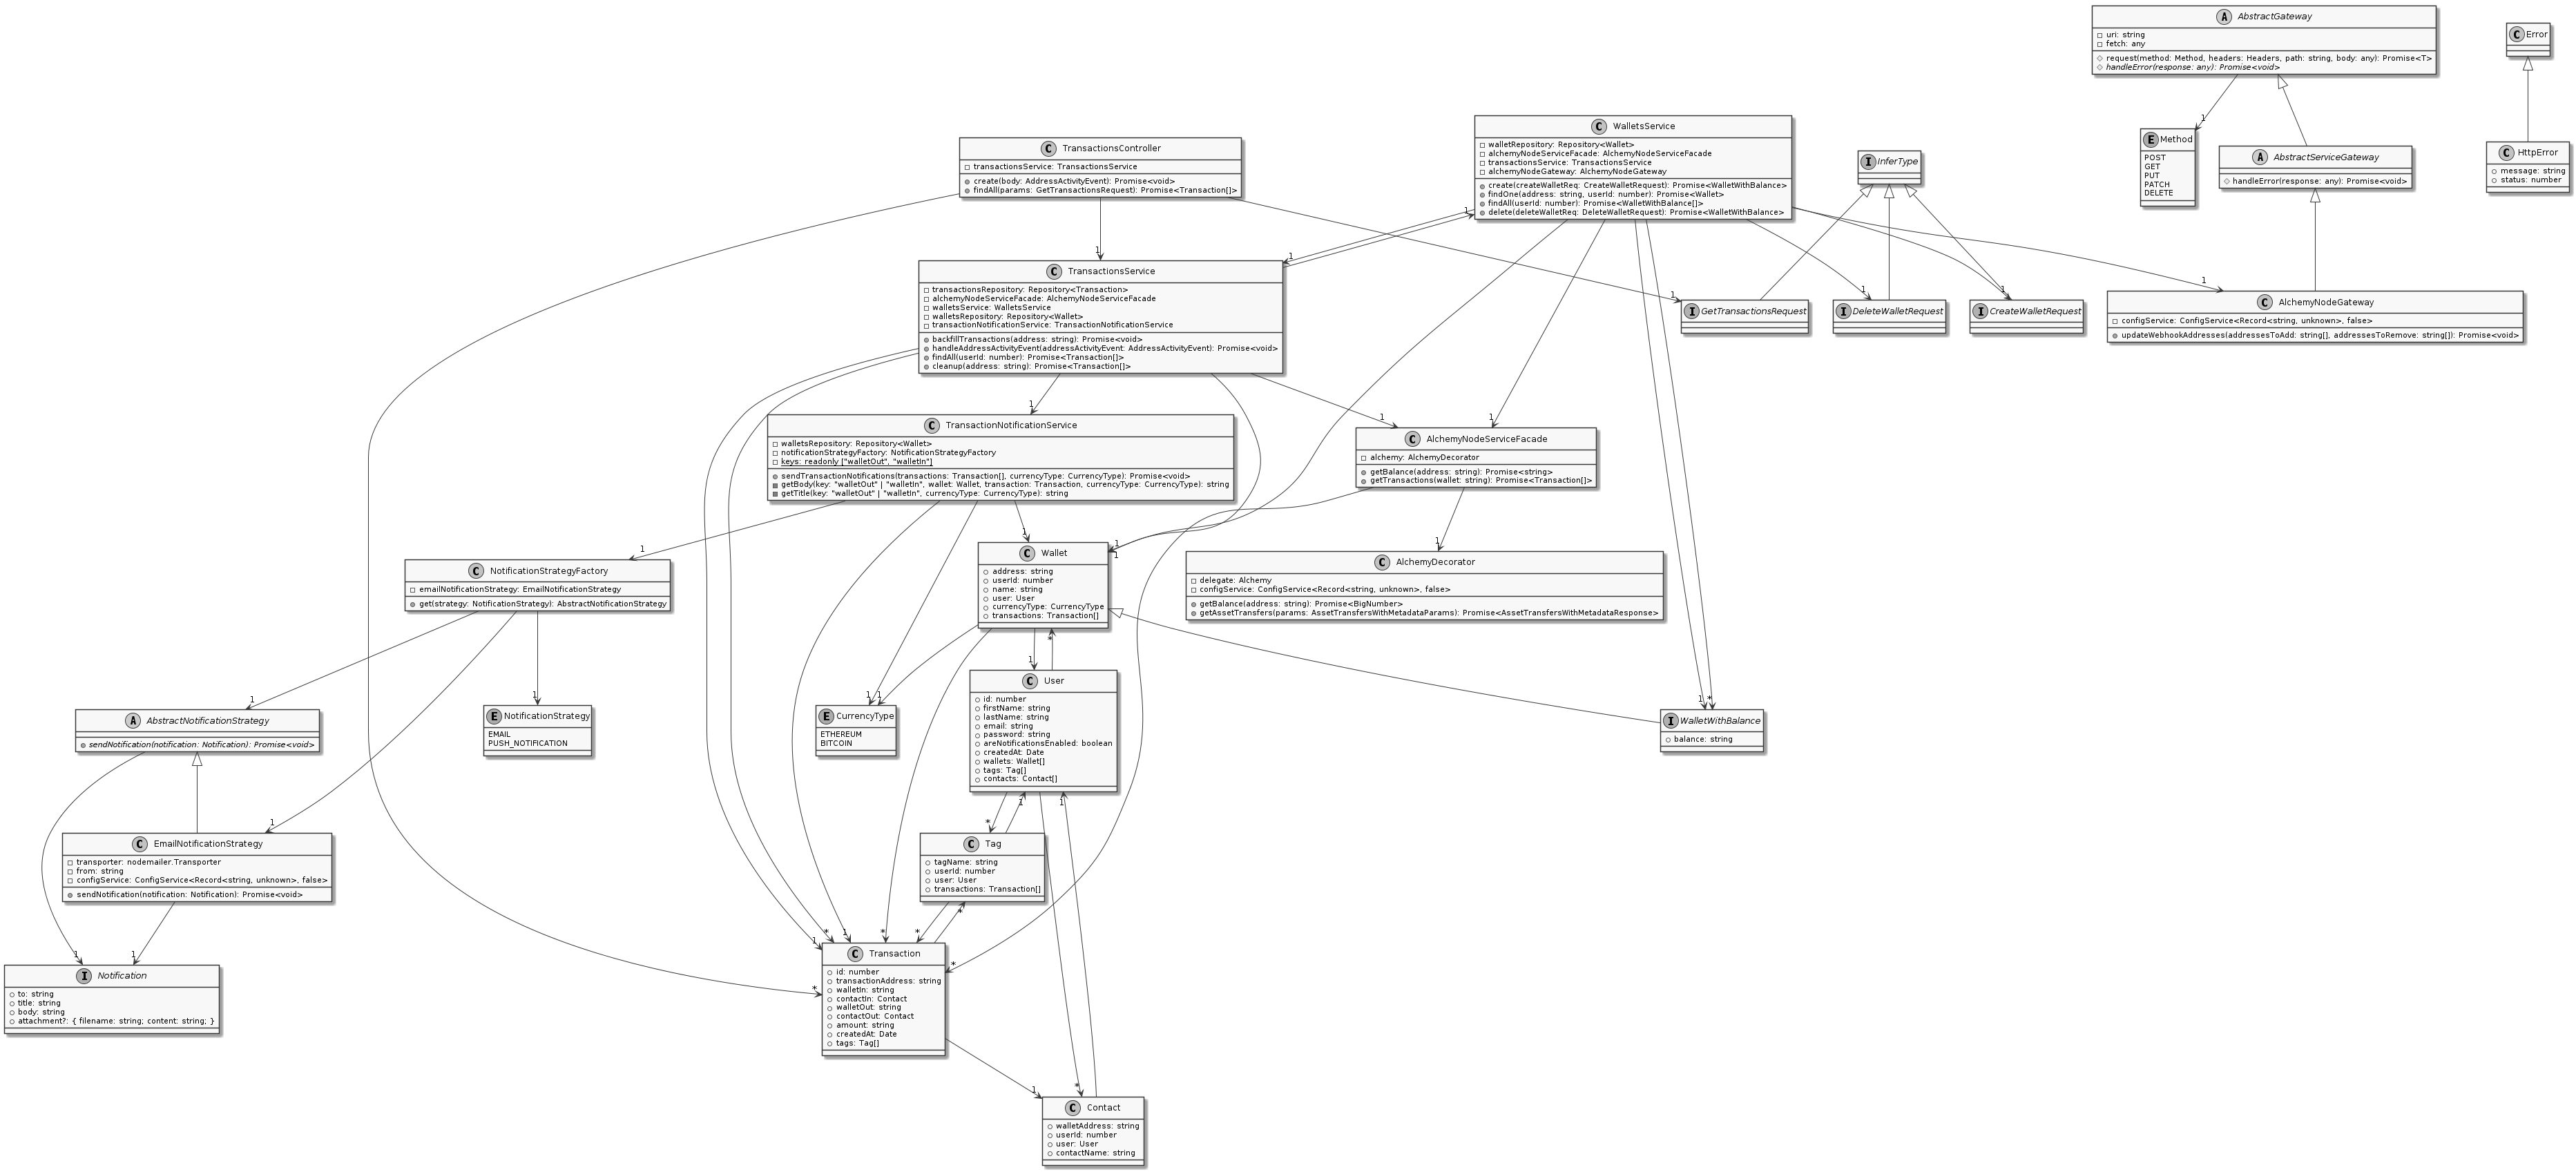 A AbstractGateway
uri: string
fetch: any
request(method: Method, headers: Headers, path: string, body: any): Promise<T>
handleError(response: any): Promise<void>
C Error
C WalletsService
walletRepository: Repository<Wallet>
alchemyNodeServiceFacade: AlchemyNodeServiceFacade
transactionsService: TransactionsService
alchemyNodeGateway: AlchemyNodeGateway
create(createWalletReq: CreateWalletRequest): Promise<WalletWithBalance>
findOne(address: string, userId: number): Promise<Wallet>
findAll(userId: number): Promise<WalletWithBalance[]>
delete(deleteWalletReq: DeleteWalletRequest): Promise<WalletWithBalance>
1
E Method
POST
GET
PUT
PATCH
DELETE
C TransactionsController
transactionsService: TransactionsService
create(body: AddressActivityEvent): Promise<void>
findAll(params: GetTransactionsRequest): Promise<Transaction[]>
I InferType
A AbstractServiceGateway
handleError(response: any): Promise<void>
C HttpError
message: string
status: number
1
1
1
C TransactionsService
transactionsRepository: Repository<Transaction>
alchemyNodeServiceFacade: AlchemyNodeServiceFacade
walletsService: WalletsService
walletsRepository: Repository<Wallet>
transactionNotificationService: TransactionNotificationService
backfillTransactions(address: string): Promise<void>
handleAddressActivityEvent(addressActivityEvent: AddressActivityEvent): Promise<void>
findAll(userId: number): Promise<Transaction[]>
cleanup(address: string): Promise<Transaction[]>
1
I GetTransactionsRequest
1
I DeleteWalletRequest
1
I CreateWalletRequest
1
C AlchemyNodeGateway
configService: ConfigService<Record<string, unknown>, false>
updateWebhookAddresses(addressesToAdd: string[], addressesToRemove: string[]): Promise<void>
1
C TransactionNotificationService
walletsRepository: Repository<Wallet>
notificationStrategyFactory: NotificationStrategyFactory
keys: readonly ["walletOut", "walletIn"]
sendTransactionNotifications(transactions: Transaction[], currencyType: CurrencyType): Promise<void>
getBody(key: "walletOut" | "walletIn", wallet: Wallet, transaction: Transaction, currencyType: CurrencyType): string
getTitle(key: "walletOut" | "walletIn", currencyType: CurrencyType): string
1
1
C AlchemyNodeServiceFacade
alchemy: AlchemyDecorator
getBalance(address: string): Promise<string>
getTransactions(wallet: string): Promise<Transaction[]>
1
C NotificationStrategyFactory
emailNotificationStrategy: EmailNotificationStrategy
get(strategy: NotificationStrategy): AbstractNotificationStrategy
1
1
1
C Wallet
address: string
userId: number
name: string
user: User
currencyType: CurrencyType
transactions: Transaction[]
1
C AlchemyDecorator
delegate: Alchemy
configService: ConfigService<Record<string, unknown>, false>
getBalance(address: string): Promise<BigNumber>
getAssetTransfers(params: AssetTransfersWithMetadataParams): Promise<AssetTransfersWithMetadataResponse>
1
A AbstractNotificationStrategy
sendNotification(notification: Notification): Promise<void>
1
E NotificationStrategy
EMAIL
PUSH_NOTIFICATION
1
1
E CurrencyType
ETHEREUM
BITCOIN
1
*
C User
id: number
firstName: string
lastName: string
email: string
password: string
areNotificationsEnabled: boolean
createdAt: Date
wallets: Wallet[]
tags: Tag[]
contacts: Contact[]
1
*
I WalletWithBalance
balance: string
1
C EmailNotificationStrategy
transporter: nodemailer.Transporter
from: string
configService: ConfigService<Record<string, unknown>, false>
sendNotification(notification: Notification): Promise<void>
*
1
1
C Tag
tagName: string
userId: number
user: User
transactions: Transaction[]
1
1
I Notification
to: string
title: string
body: string
attachment?: { filename: string; content: string; }
*
1
*
1
*
*
*
*
C Transaction
id: number
transactionAddress: string
walletIn: string
contactIn: Contact
walletOut: string
contactOut: Contact
amount: string
createdAt: Date
tags: Tag[]
1
*
C Contact
walletAddress: string
userId: number
user: User
contactName: string